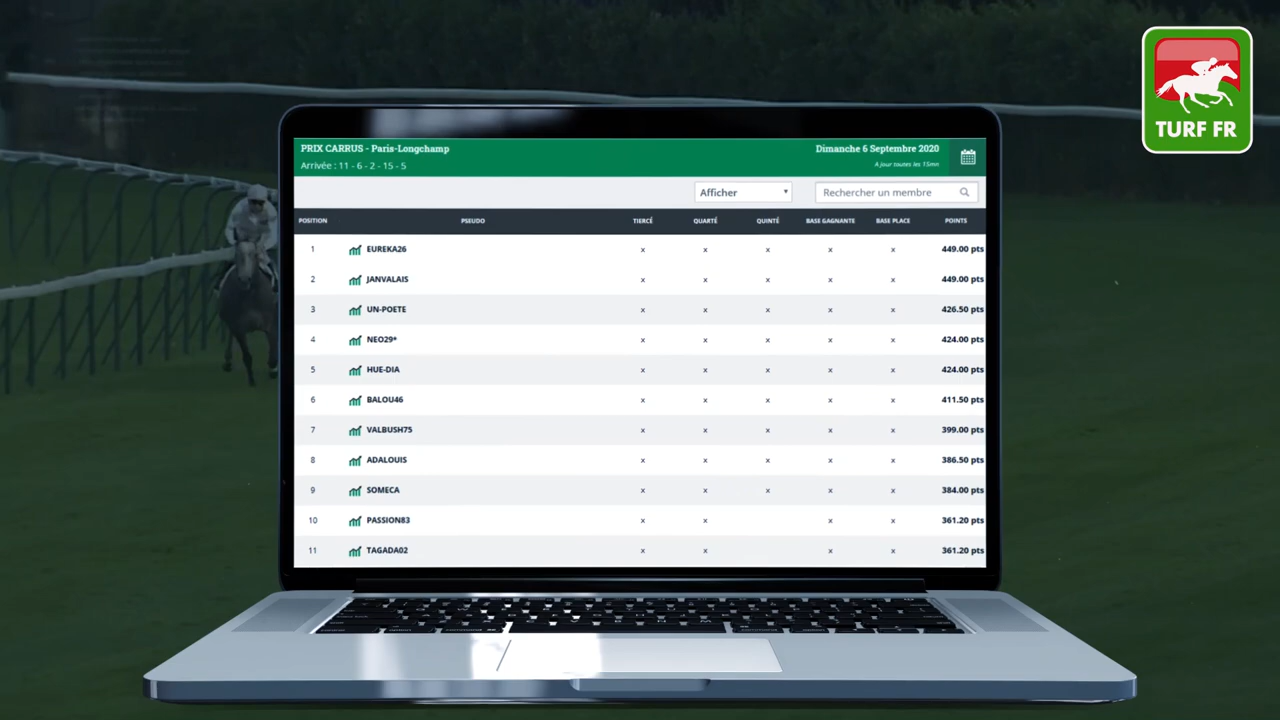 TURF FR
PRIX CARRUS - Paris-Longchamp
Dimanche 6 Septembre 2020
Arrivée : 11 - 6 - 2 - 15 - 5
A jour toutes les 15mn
Afficher
Rechercher un membre
POSITION PSEUDO TIERCÉ QUARTÉ QUINTÉ BASE GAGNANTE BASE PLACE POINTS
1 EUREKA26 x x x x x 449.00 pts
2 JANVALAIS x x x x x 449.00 pts
3 UN-POETE x x x x x 426.50 pts
4 NEO29* x x x x x 424.00 pts
5 HUE-DIA x x x x x 424.00 pts
6 BALOU46 x x x x x 411.50 pts
7 VALBUSH75 x x x x x 399.00 pts
8 ADALOUIS x x x x x 386.50 pts
9 SOMECA x x x x x 384.00 pts
10 PASSION83 x x x x 361.20 pts
11 TAGADA02 x x x x 361.20 pts